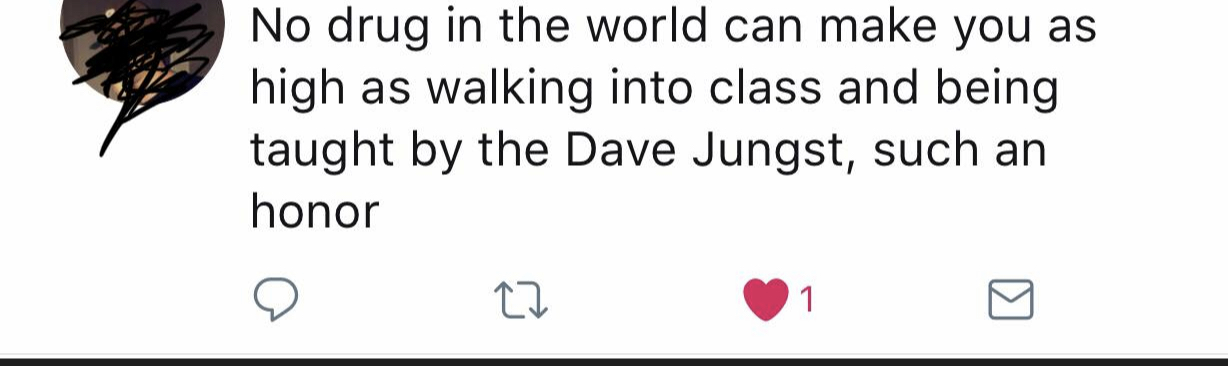 No drug in the world can make you as
high as walking into class and being
taught by the Dave Jungst, such an
honor
1